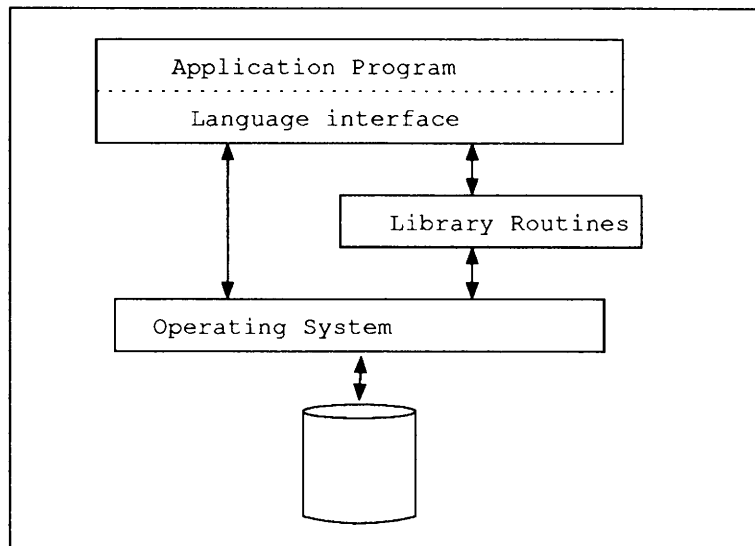 Application Program
Language interface
Library Routines
Operating System